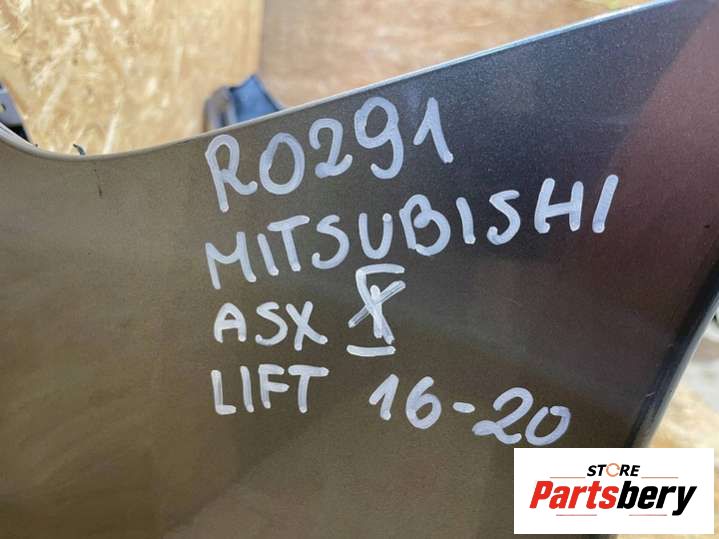 R0291
MITSUBISHI
ASX I
LIFT 16-20
STORE
Partsbery